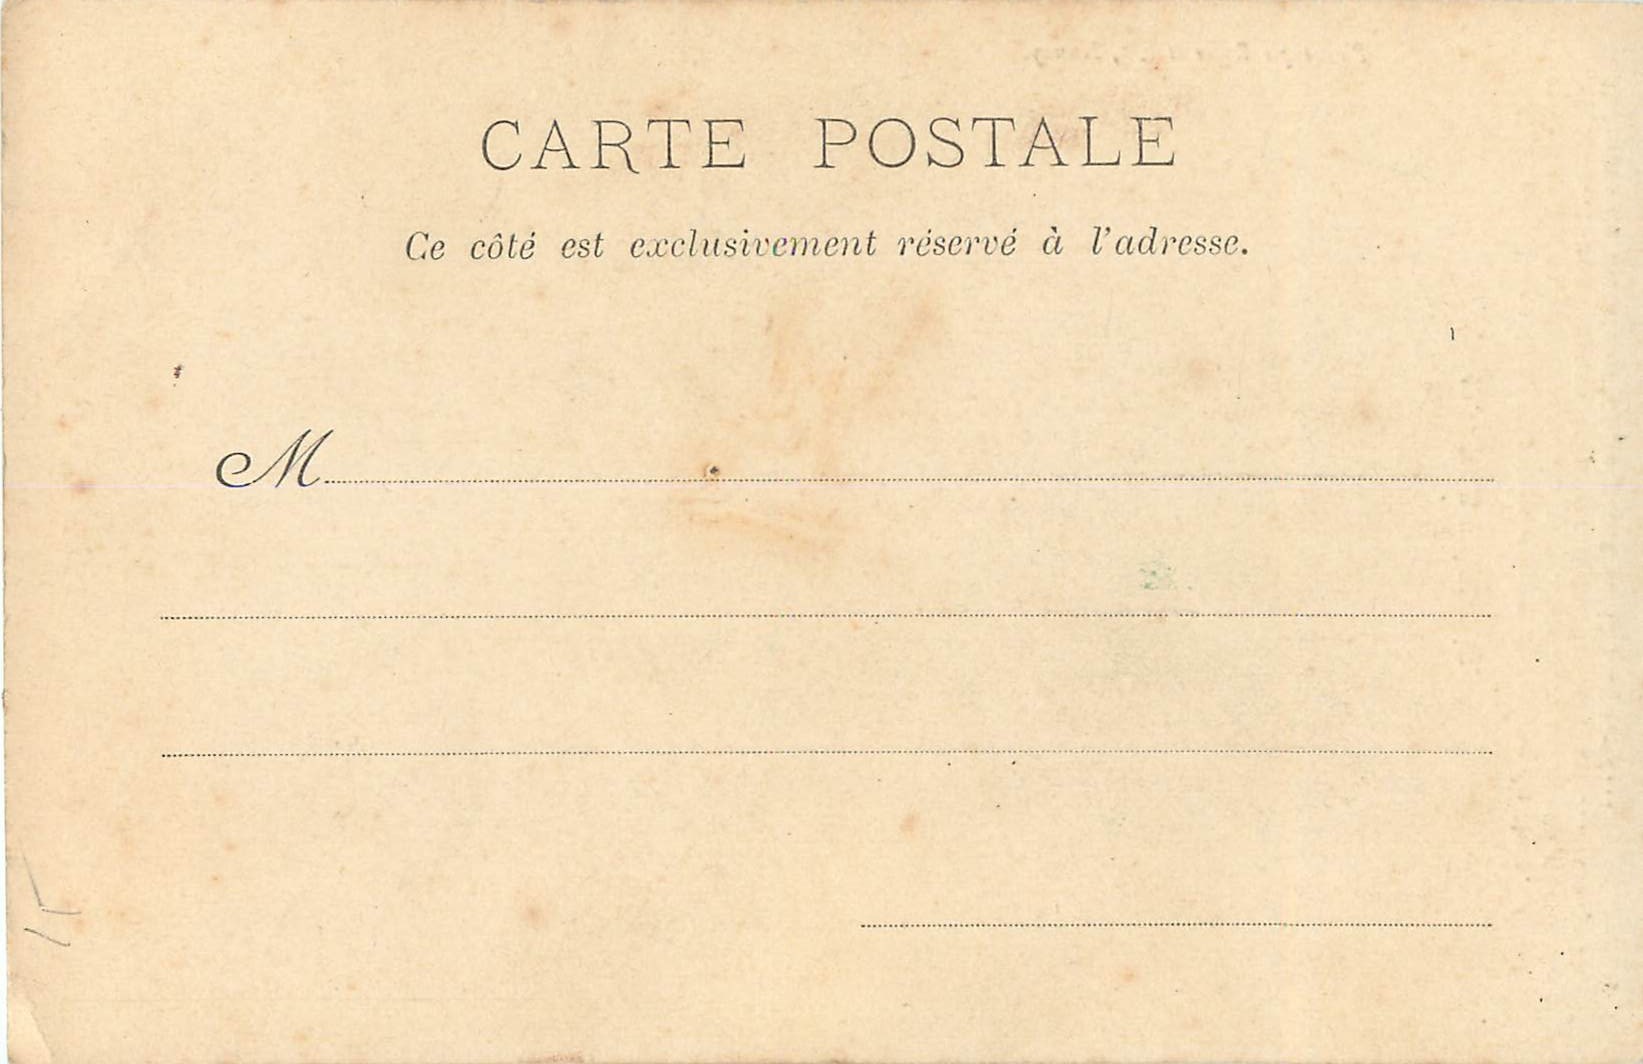 CARTE POSTALE
Ce côté est exclusivement réservé à l'adresse.
M